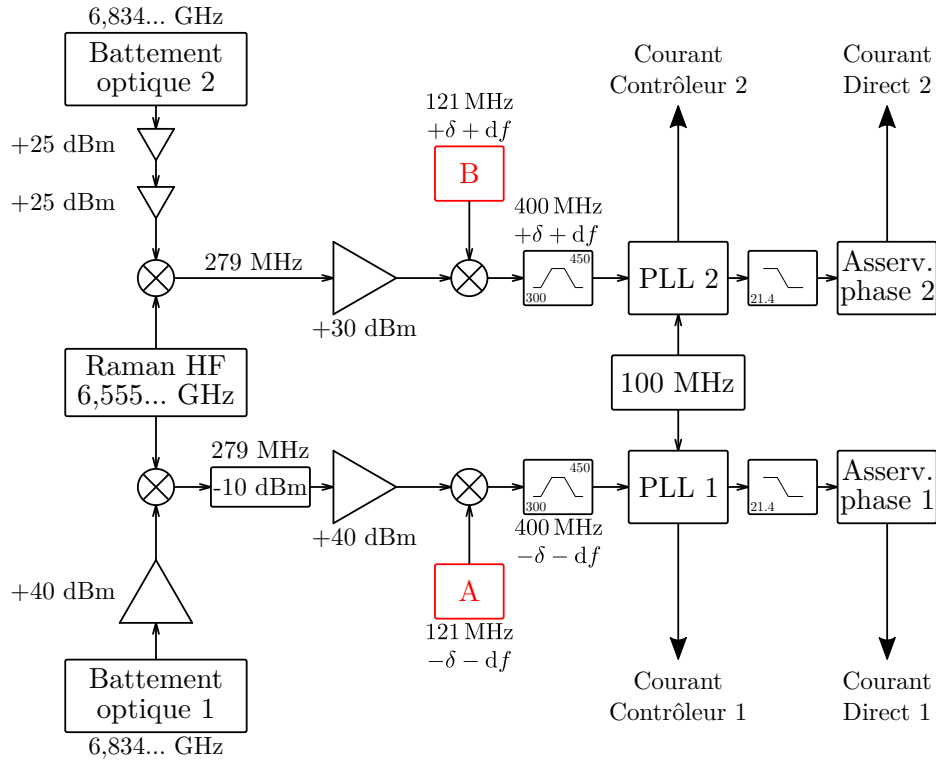 6,834... GHz
Battement
optique 2
+25 dBm
+25 dBm
279 MHz
+30 dBm
121 MHz
+δ + df
B
400 MHz
+δ + df
450
300
PLL 2
21.4
Asserv.
phase 2
Courant
Contrôleur 2
Courant
Direct 2
Raman HF
6,555... GHz
100 MHz
279 MHz
-10 dBm
+40 dBm
450
300
400 MHz
−δ − df
A
121 MHz
−δ − df
PLL 1
21.4
Asserv.
phase 1
+40 dBm
Battement
optique 1
6,834... GHz
Courant
Contrôleur 1
Courant
Direct 1